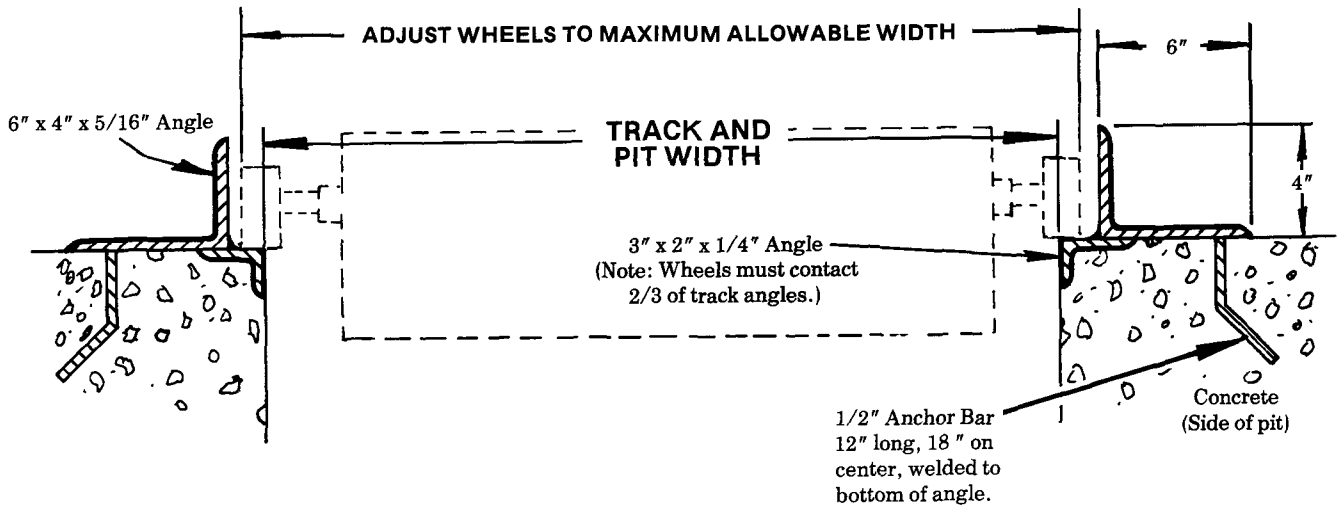 ADJUST WHEELS TO MAXIMUM ALLOWABLE WIDTH
6"
6" x 4" x 5/16" Angle
TRACK AND
PIT WIDTH
4"
3" x 2" x 1/4" Angle
(Note: Wheels must contact
2/3 of track angles.)
1/2" Anchor Bar
12" long, 18 " on
center, welded to
bottom of angle.
Concrete
(Side of pit)